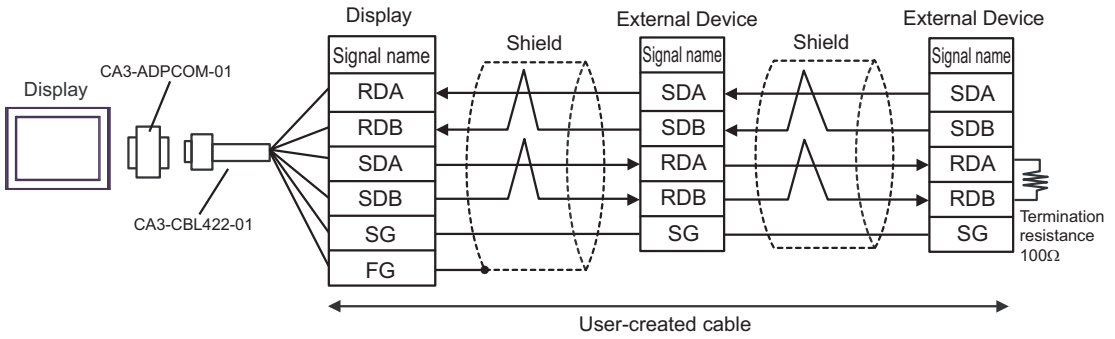 Display
CA3-ADPCOM-01
CA3-CBL422-01
Display
Signal name
RDA
RDB
SDA
SDB
SG
FG
Shield
External Device
Signal name
SDA
SDB
RDA
RDB
SG
Shield
External Device
Signal name
SDA
SDB
RDA
RDB
SG
Termination
resistance
100Ω
User-created cable